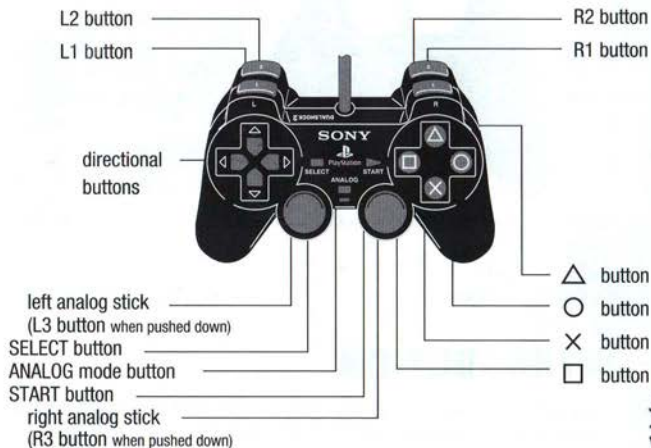 L2 button
R2 button
L1 button
R1 button
L
R
DUALSHOCK 2
SONY
PlayStation
SELECT
START
ANALOG
directional
buttons
△ button
○ button
✕ button
□ button
left analog stick
(L3 button when pushed down)
SELECT button
ANALOG mode button
START button
right analog stick
(R3 button when pushed down)